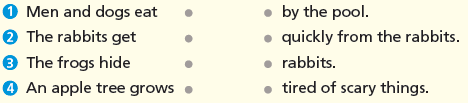 1 Men and dogs eat by the pool.
2 The rabbits get quickly from the rabbits.
3 The frogs hide rabbits.
4 An apple tree grows tired of scary things.